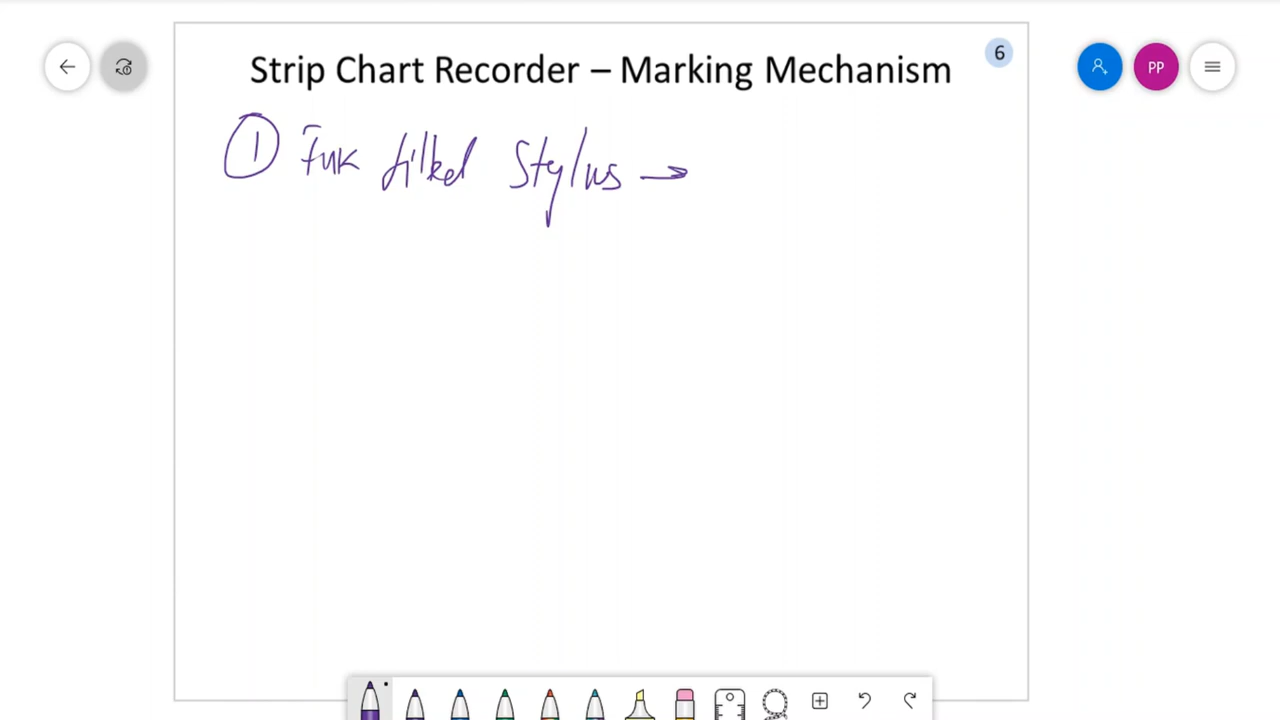 6
Strip Chart Recorder – Marking Mechanism
PP
① Ink filled Stylus →